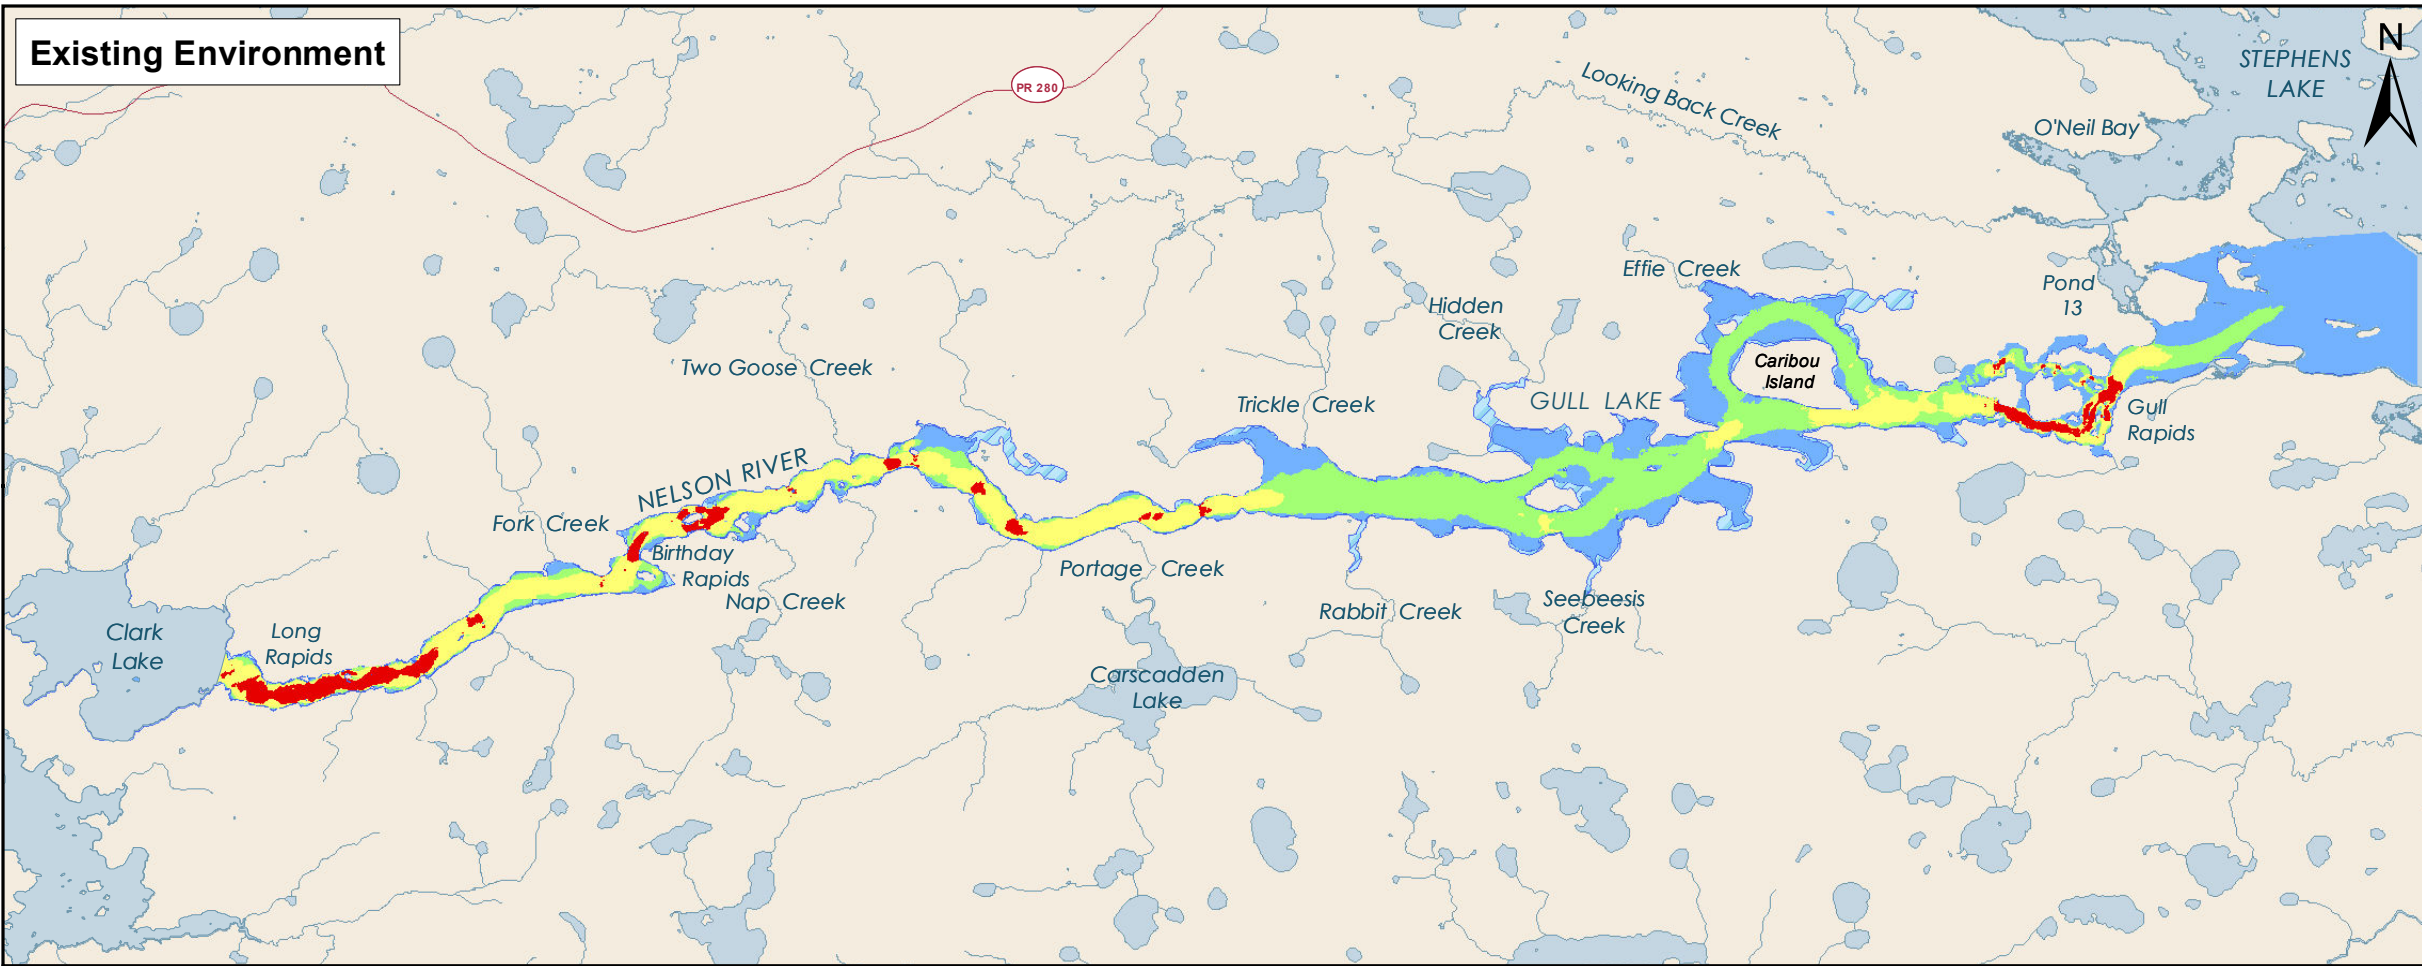 Existing Environment
N
PR 280
STEPHENS
LAKE
Looking Back Creek
O'Neil Bay
Effie Creek
Pond
13
Hidden
Creek
Two Goose Creek
Caribou
Island
Trickle Creek
GULL LAKE
Gull
Rapids
NELSON RIVER
Fork Creek
Birthday
Rapids
Portage Creek
Nap Creek
Rabbit Creek
Seebeesis
Creek
Clark
Lake
Long
Rapids
Carscadden
Lake